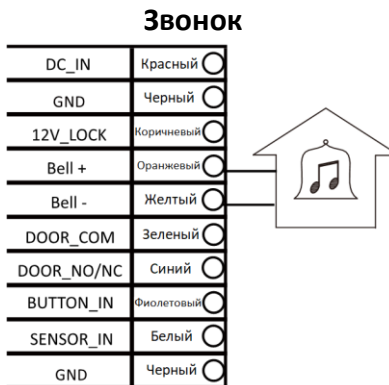 Звонок
DC_IN Красный
GND Черный
12V_LOCK Коричневый
Bell + Оранжевый
Bell - Желтый
DOOR_COM Зеленый
DOOR_NO/NC Синий
BUTTON_IN Фиолетовый
SENSOR_IN Белый
GND Черный